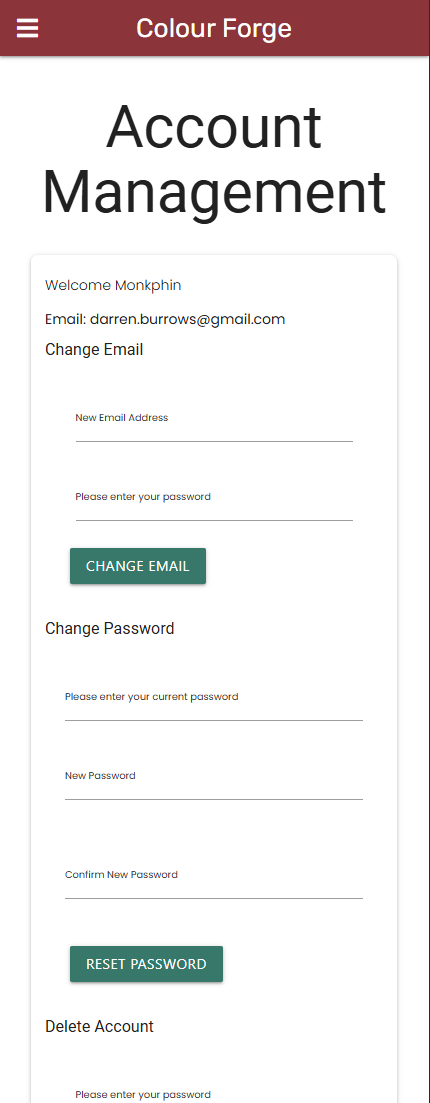 Colour Forge
Account
Management
Welcome Monkphin
Email: darren.burrows@gmail.com
Change Email
New Email Address
Please enter your password
CHANGE EMAIL
Change Password
Please enter your current password
New Password
Confirm New Password
RESET PASSWORD
Delete Account
Please enter your password